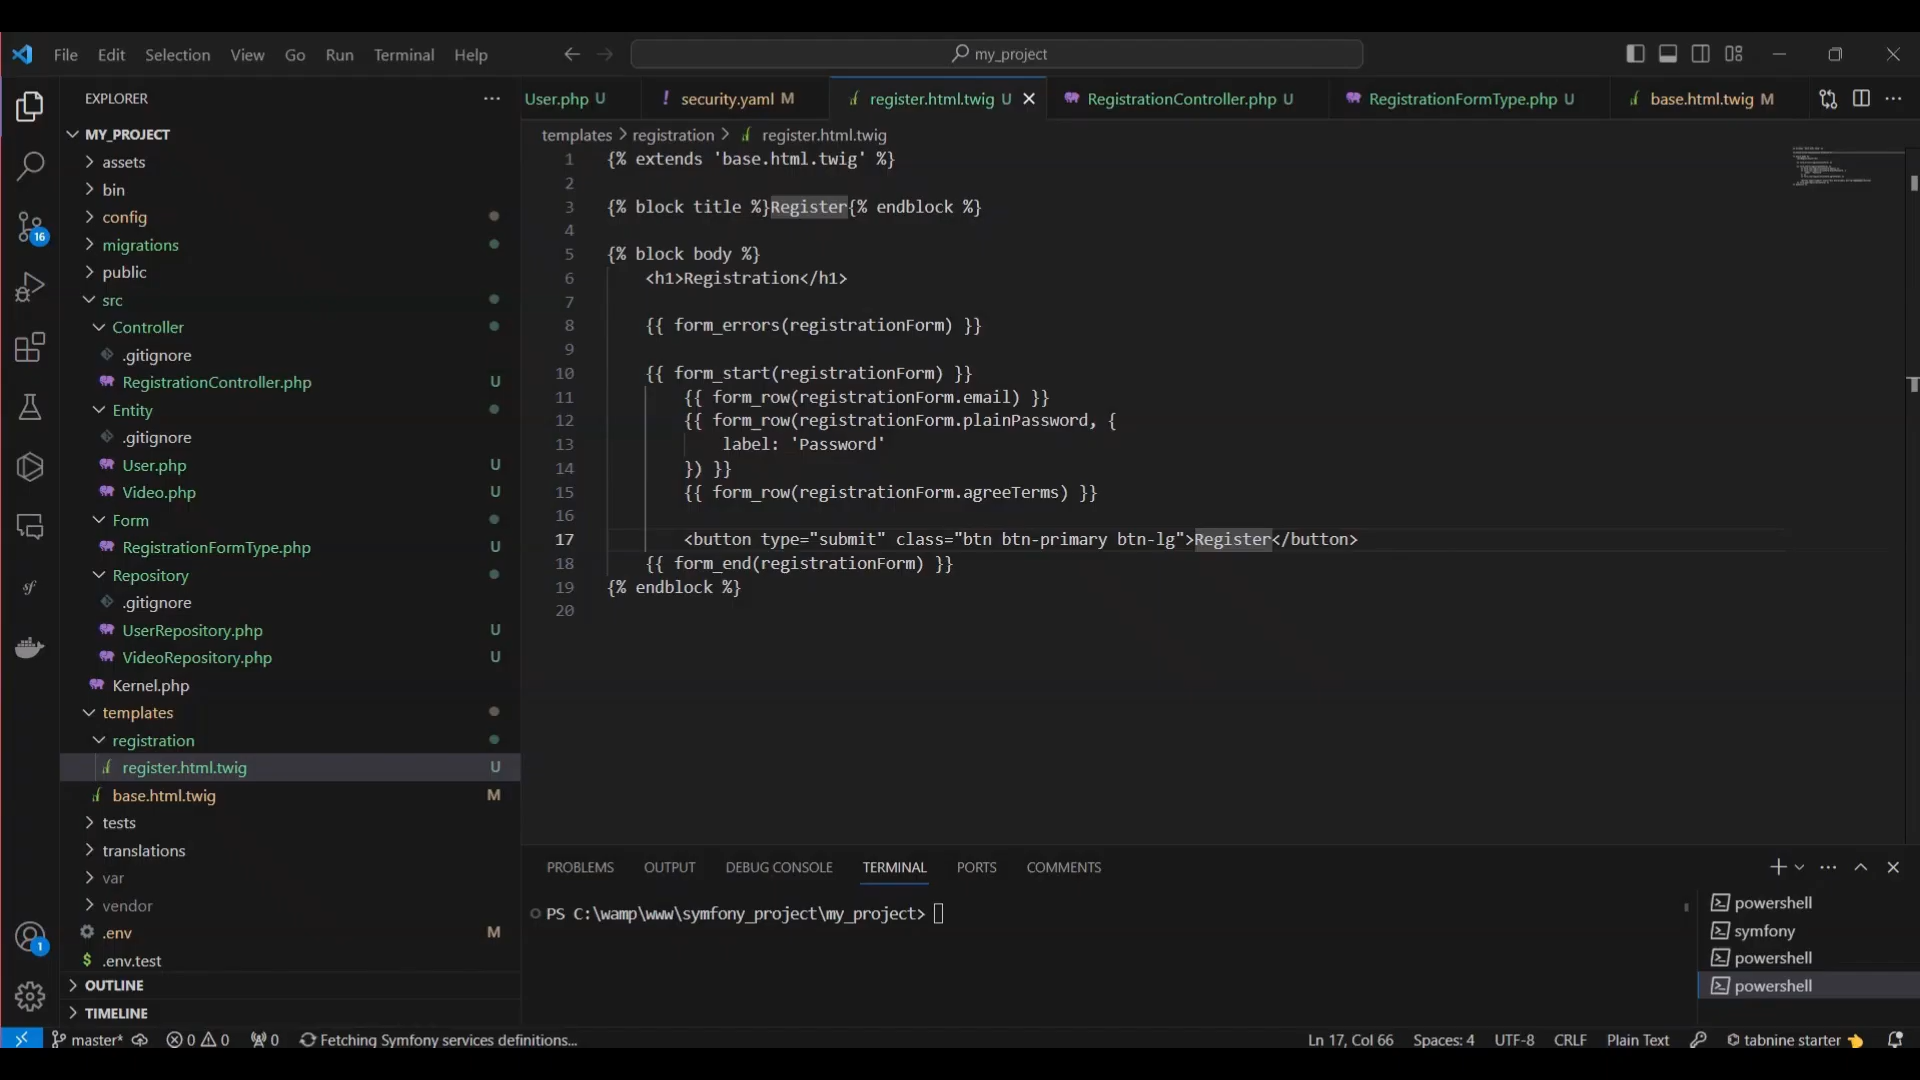 File Edit Selection View Go Run Terminal Help
my_project
EXPLORER
MY_PROJECT
assets
bin
config
migrations
public
src
Controller
.gitignore
RegistrationController.php U
Entity
.gitignore
User.php U
Video.php U
Form
RegistrationFormType.php U
Repository
.gitignore
UserRepository.php U
VideoRepository.php U
Kernel.php
templates
registration
register.html.twig U
base.html.twig M
tests
translations
var
vendor
.env M
.env.test
OUTLINE
TIMELINE
16
1
User.php U
! security.yaml M
register.html.twig U
RegistrationController.php U
RegistrationFormType.php U
base.html.twig M
templates > registration > register.html.twig
1 {% extends 'base.html.twig' %}
2
3 {% block title %}Register{% endblock %}
4
5 {% block body %}
6 <h1>Registration</h1>
7
8 {{ form_errors(registrationForm) }}
9
10 {{ form_start(registrationForm) }}
11 {{ form_row(registrationForm.email) }}
12 {{ form_row(registrationForm.plainPassword, {
13 label: 'Password'
14 }) }}
15 {{ form_row(registrationForm.agreeTerms) }}
16
17 <button type="submit" class="btn btn-primary btn-lg">Register</button>
18 {{ form_end(registrationForm) }}
19 {% endblock %}
20
PROBLEMS OUTPUT DEBUG CONSOLE TERMINAL PORTS COMMENTS
PS C:\wamp\www\symfony_project\my_project>
powershell
symfony
powershell
powershell
master* 0 0 0 Fetching Symfony services definitions... Ln 17, Col 66 Spaces: 4 UTF-8 CRLF Plain Text tabnine starter